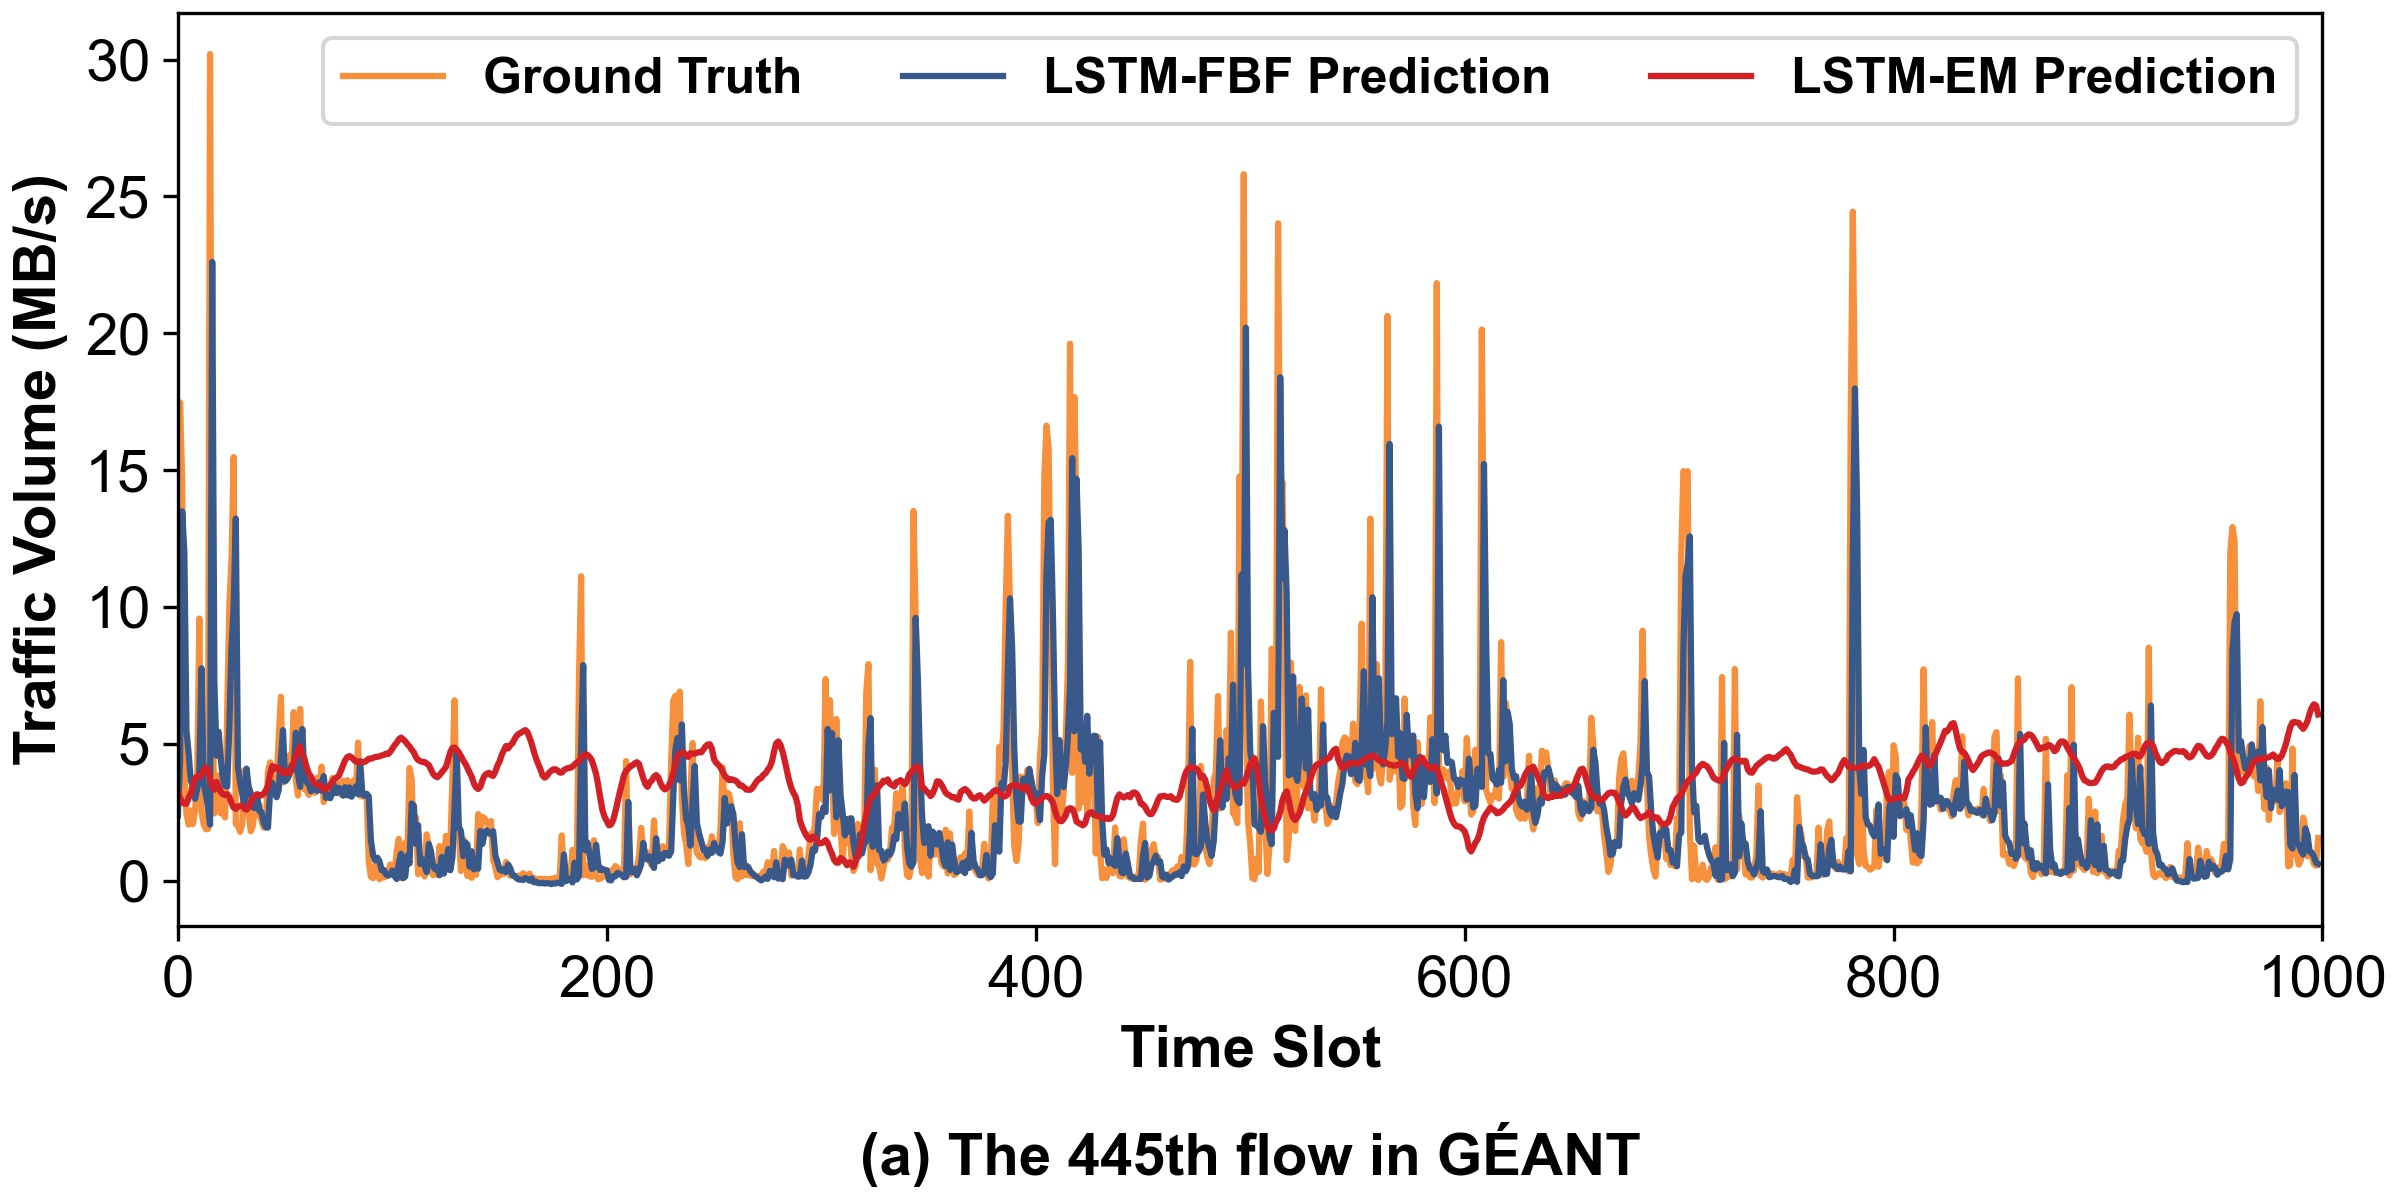 Ground Truth LSTM-FBF Prediction LSTM-EM Prediction
30
25
20
15
10
5
0
Traffic Volume (MB/s)
0 200 400 600 800 1000
Time Slot
(a) The 445th flow in GÉANT